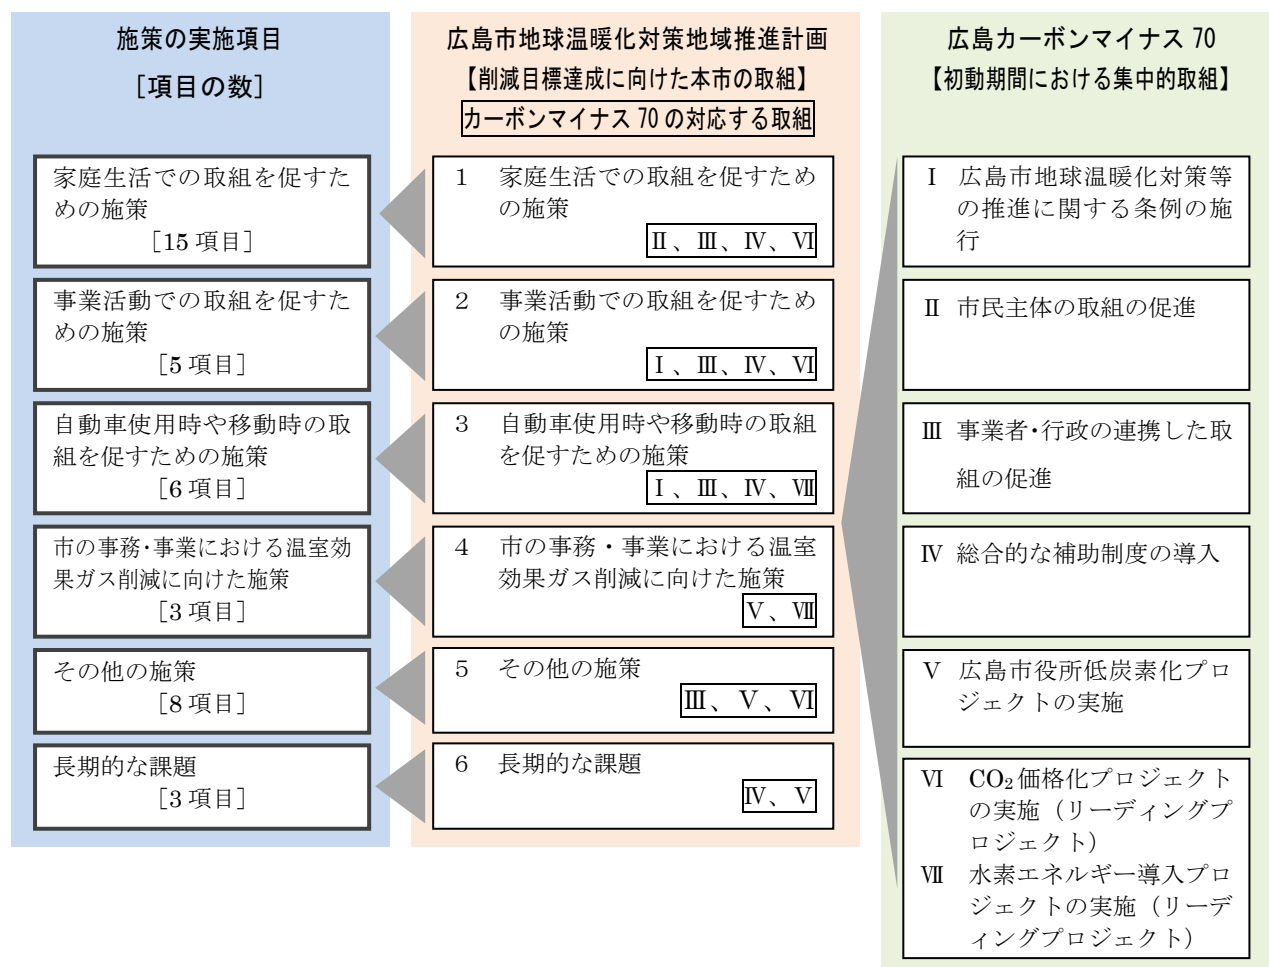 施策の実施項目
［項目の数］
家庭生活での取組を促すた
めの施策
［15 項目］
事業活動での取組を促すた
めの施策
［5 項目］
自動車使用時や移動時の取
組を促すための施策
［6 項目］
市の事務・事業における温室効
果ガス削減に向けた施策
［3 項目］
その他の施策
［8 項目］
長期的な課題
［3 項目］
広島市地球温暖化対策地域推進計画
【削減目標達成に向けた本市の取組】
カーボンマイナス 70 の対応する取組
1 家庭生活での取組を促すため
の施策
Ⅱ、Ⅲ、Ⅳ、Ⅵ
2 事業活動での取組を促すため
の施策
Ⅰ、Ⅲ、Ⅳ、Ⅵ
3 自動車使用時や移動時の取組
を促すための施策
Ⅰ、Ⅲ、Ⅳ、Ⅶ
4 市の事務・事業における温室
効果ガス削減に向けた施策
Ⅴ、Ⅶ
5 その他の施策
Ⅲ、Ⅴ、Ⅵ
6 長期的な課題
Ⅳ、Ⅴ
広島カーボンマイナス 70
【初動期間における集中的取組】
Ⅰ 広島市地球温暖化対策等
の推進に関する条例の施
行
Ⅱ 市民主体の取組の促進
Ⅲ 事業者・行政の連携した取
組の促進
Ⅳ 総合的な補助制度の導入
Ⅴ 広島市役所低炭素化プロ
ジェクトの実施
Ⅵ CO₂価格化プロジェクト
の実施（リーディングプ
ロジェクト）
Ⅶ 水素エネルギー導入プロ
ジェクトの実施（リーデ
ィングプロジェクト）